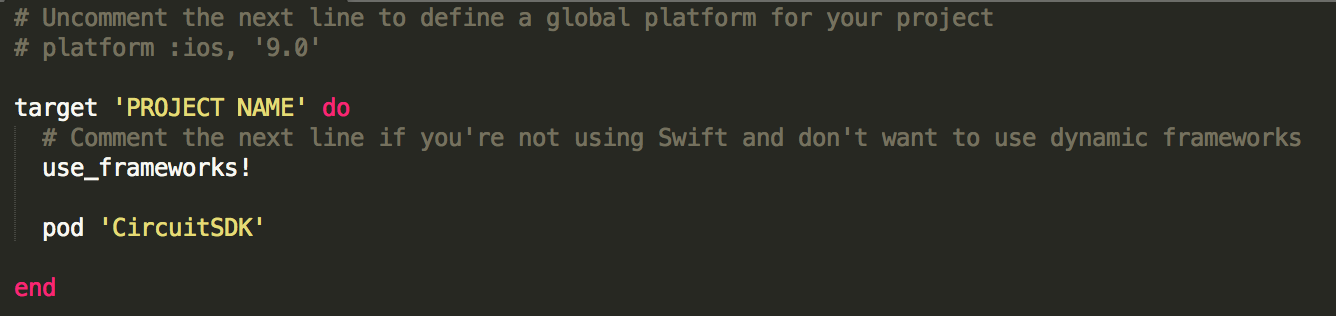 # Uncomment the next line to define a global platform for your project
# platform :ios, '9.0'
target 'PROJECT NAME' do
# Comment the next line if you're not using Swift and don't want to use dynamic frameworks
use_frameworks!
pod 'CircuitSDK'
end